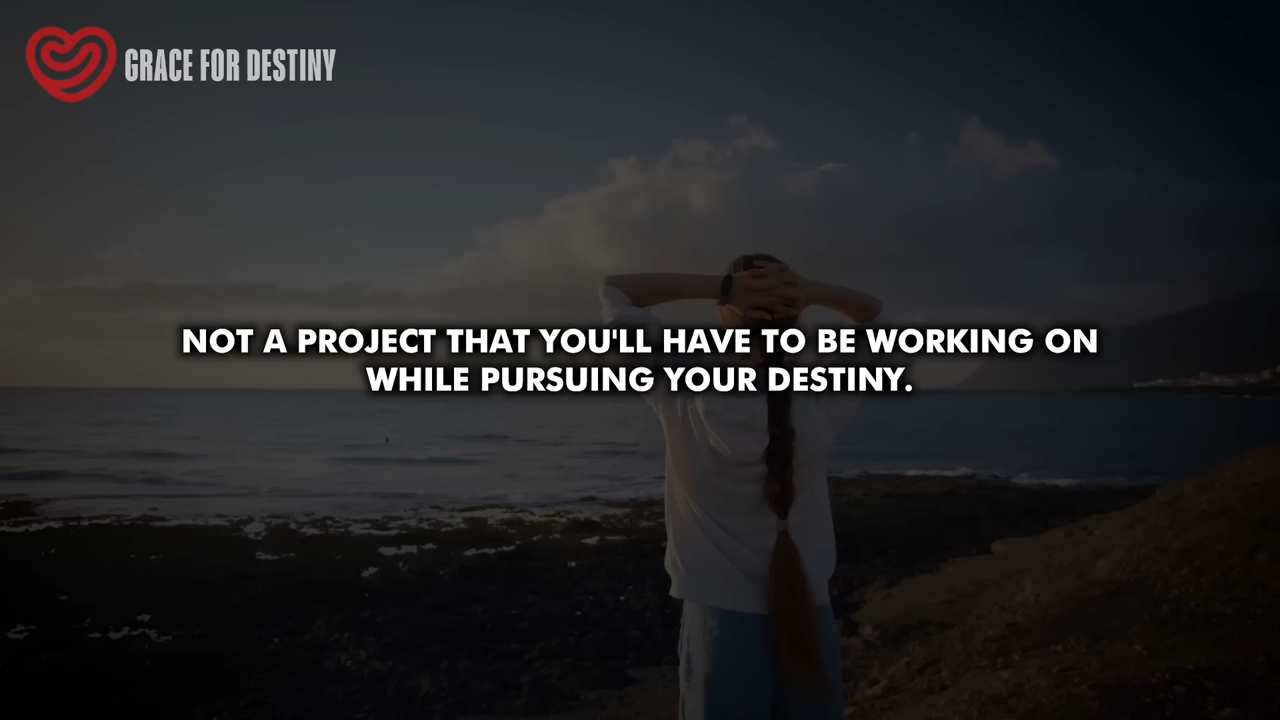 GRACE FOR DESTINY
NOT A PROJECT THAT YOU'LL HAVE TO BE WORKING ON
WHILE PURSUING YOUR DESTINY.